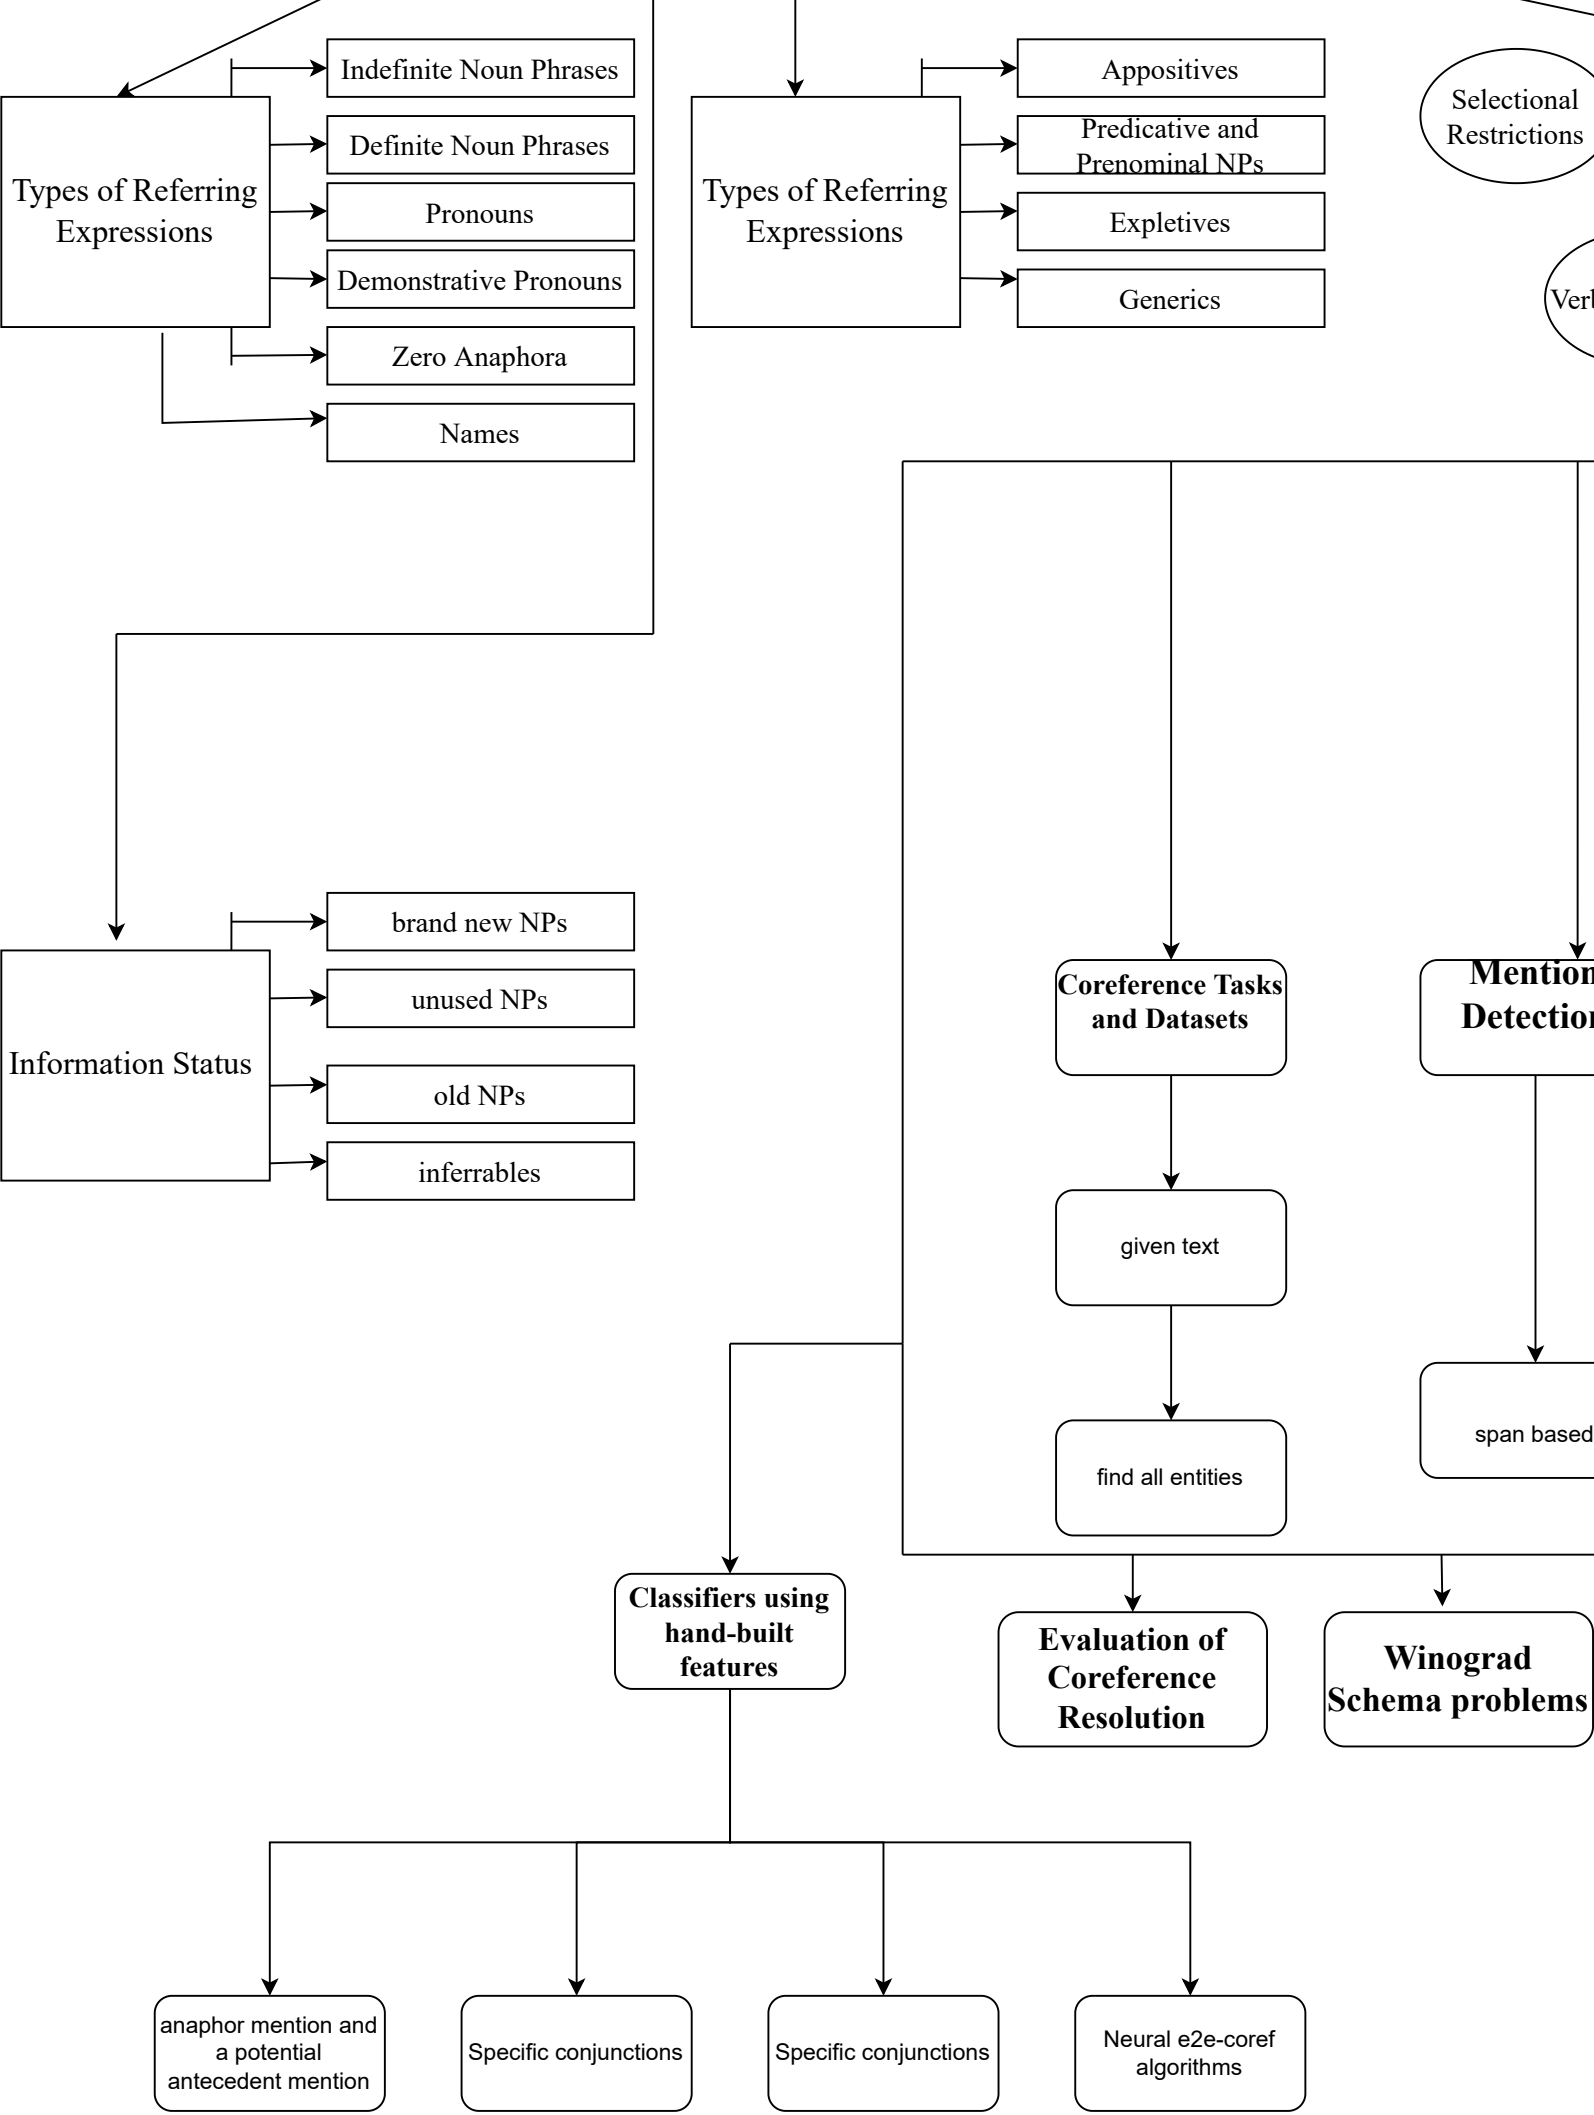 Indefinite Noun Phrases
Definite Noun Phrases
Types of Referring
Expressions
Pronouns
Demonstrative Pronouns
Zero Anaphora
Names
Appositives
Predicative and
Prenominal NPs
Types of Referring
Expressions
Expletives
Generics
Selectional
Restrictions
brand new NPs
unused NPs
Information Status
old NPs
inferrables
Coreference Tasks
and Datasets
Mention
Detection
given text
find all entities
span based
Classifiers using
hand-built
features
Evaluation of
Coreference
Resolution
Winograd
Schema problems
anaphor mention and
a potential
antecedent mention
Specific conjunctions
Specific conjunctions
Neural e2e-coref
algorithms